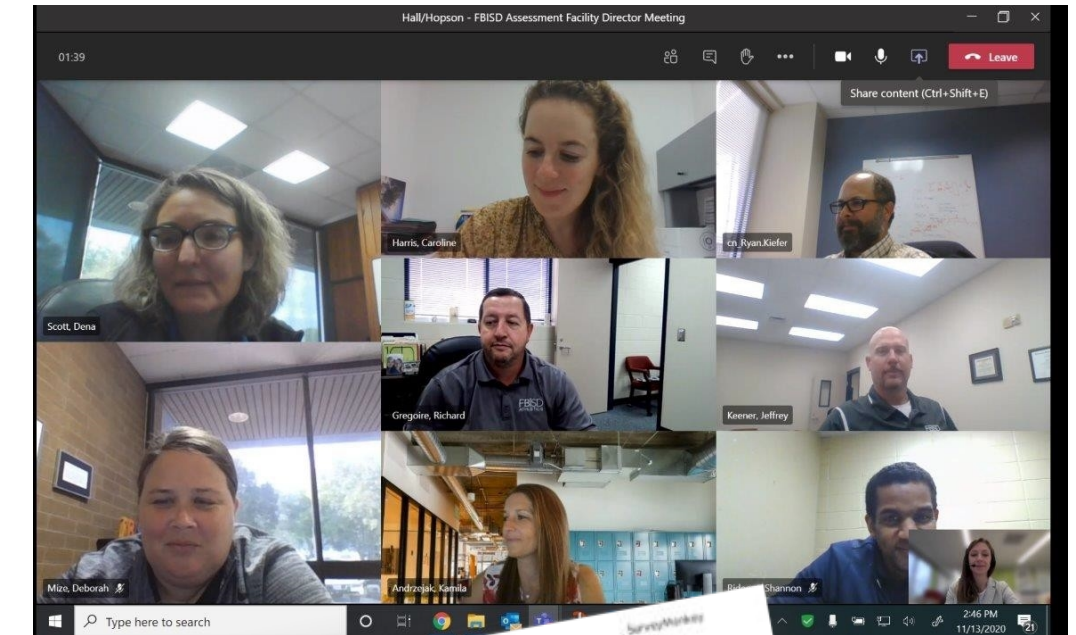 Hall/Hopson - FBISD Assessment Facility Director Meeting
01:39
Leave
Share content (Ctrl+Shift+E)
Scott, Dena
Harris, Caroline
cn_Ryan.Kiefer
FBISD
Gregoire, Richard
Keener, Jeffrey
FBISD
Mize, Deborah
Andrzejak, Kamila
Shannon
Type here to search
SurveyMonkey
2:46 PM
11/13/2020
21